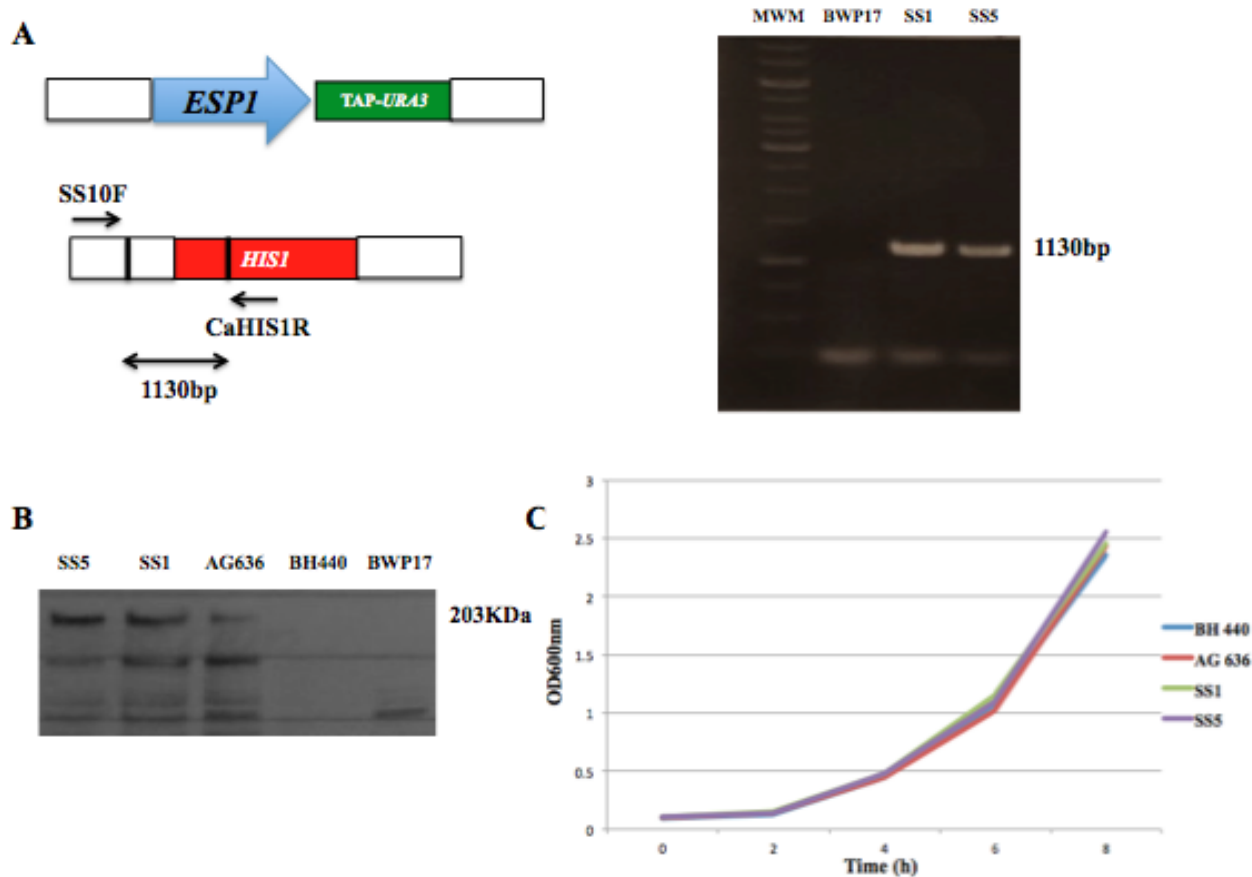 A
ESP1
TAP-URA3
SS10F
HIS1
CaHIS1R
1130bp
MWM BWP17 SS1 SS5
1130bp
B
SS5 SS1 AG636 BH440 BWP17
203KDa
C
3
2.5
2
1.5
1
0.5
0
OD600nm
0 2 4 6 8
Time (h)
BH 440
AG 636
SS1
SS5